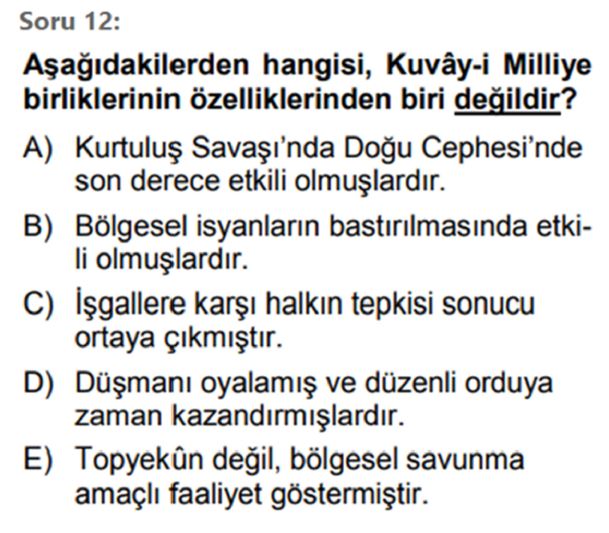 Soru 12:
Aşağıdakilerden hangisi, Kuvây-i Milliye
birliklerinin özelliklerinden biri değildir?
A) Kurtuluş Savaşı’nda Doğu Cephesi’nde
son derece etkili olmuşlardır.
B) Bölgesel isyanların bastırılmasında etki-
li olmuşlardır.
C) İşgallere karşı halkın tepkisi sonucu
ortaya çıkmıştır.
D) Düşmanı oyalamış ve düzenli orduya
zaman kazandırmışlardır.
E) Topyekûn değil, bölgesel savunma
amaçlı faaliyet göstermiştir.